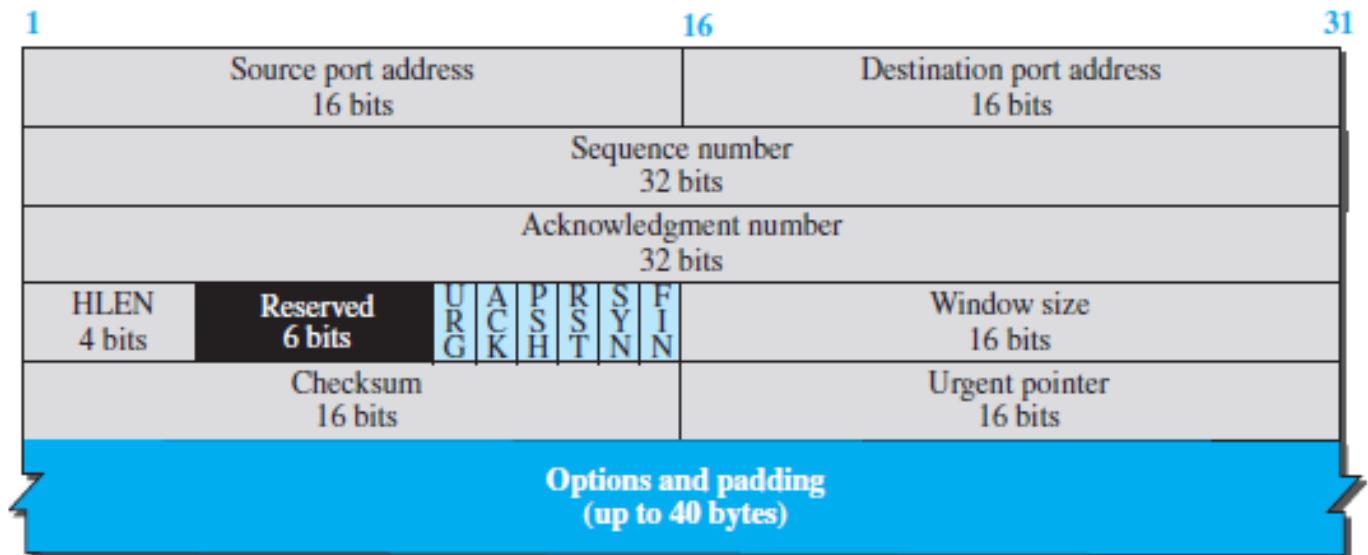 1 16 31
Source port address Destination port address
16 bits 16 bits
Sequence number
32 bits
Acknowledgment number
32 bits
HLEN Reserved URG ACK PSH RST SYN FIN Window size
4 bits 6 bits 16 bits
Checksum Urgent pointer
16 bits 16 bits
Options and padding
(up to 40 bytes)